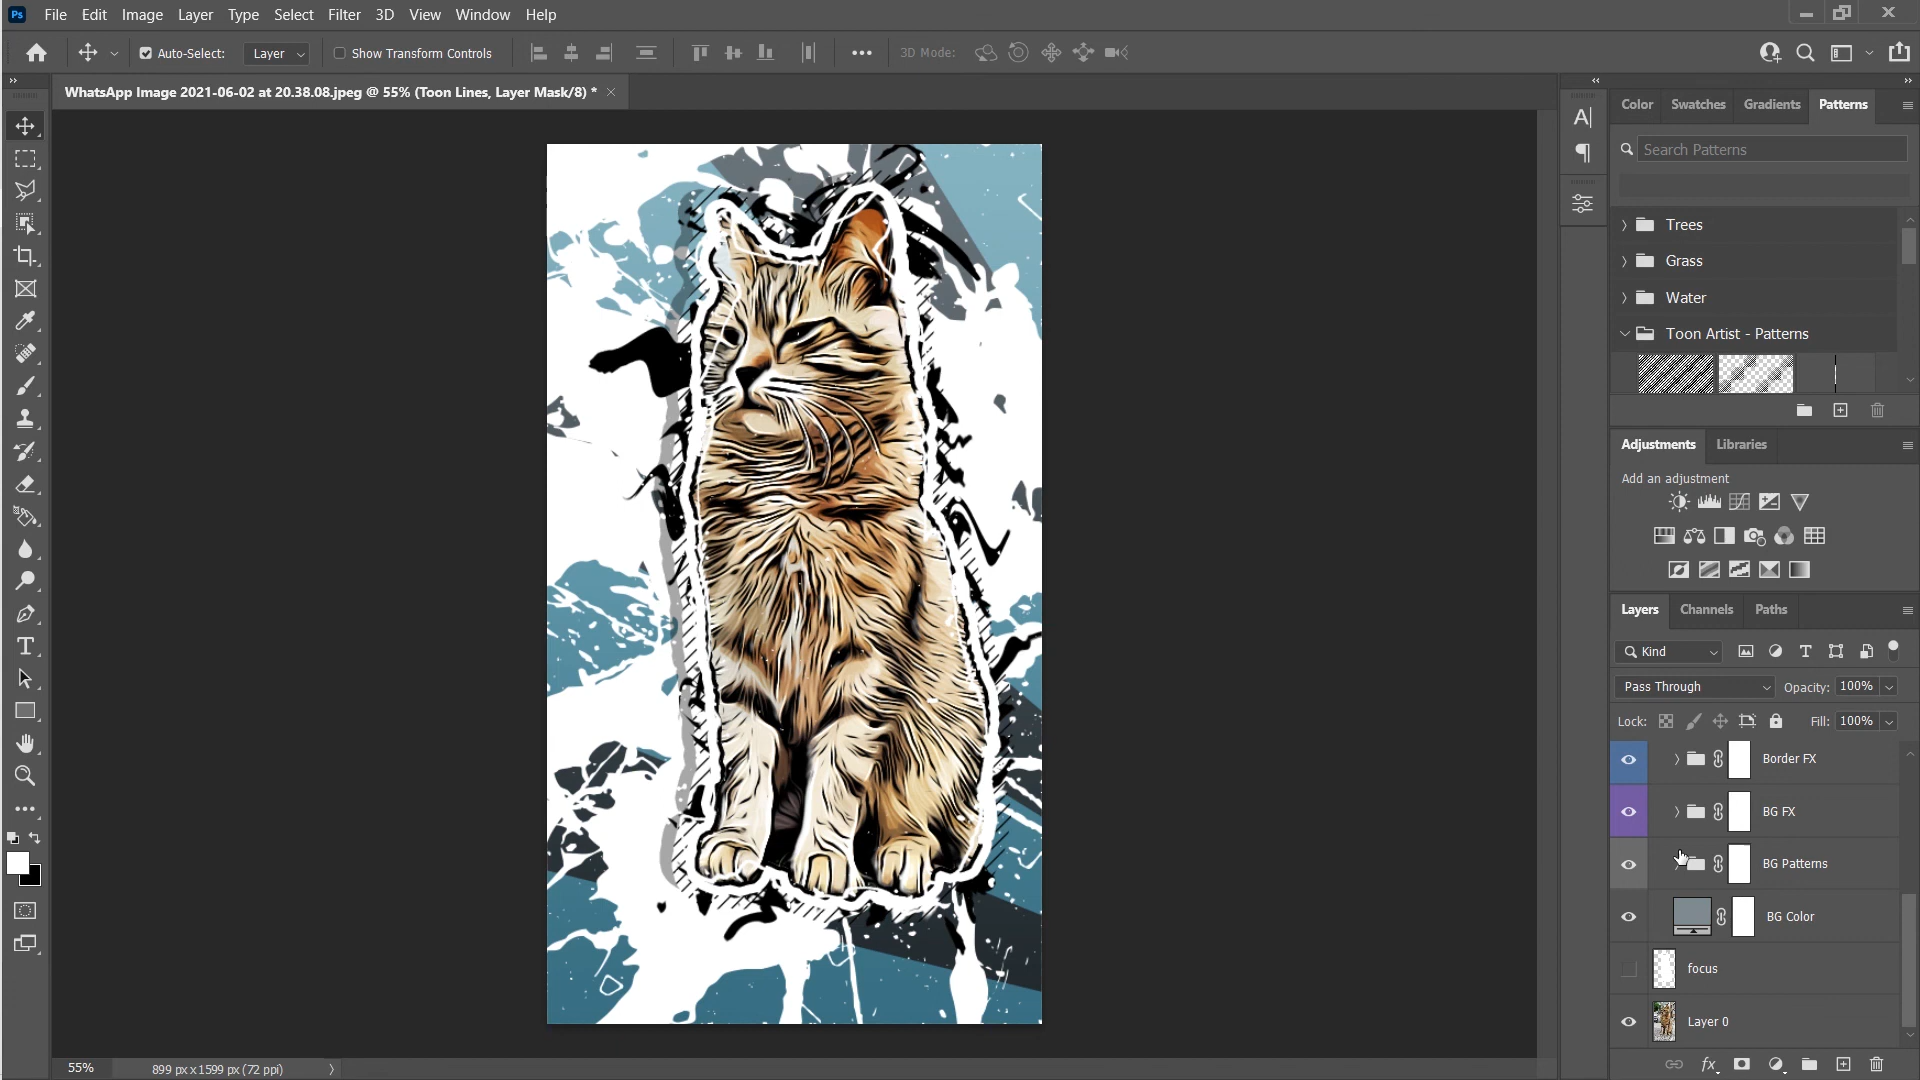 Ps File Edit Image Layer Type Select Filter 3D View Window Help
Auto-Select: Layer Show Transform Controls 3D Mode:
WhatsApp Image 2021-06-02 at 20.38.08.jpeg @ 55% (Toon Lines, Layer Mask/8) *
Color Swatches Gradients Patterns
Search Patterns
Trees
Grass
Water
Toon Artist - Patterns
Adjustments Libraries
Add an adjustment
Layers Channels Paths
Kind
Pass Through Opacity: 100%
Lock: Fill: 100%
Border FX
BG FX
BG Patterns
BG Color
focus
Layer 0
55% 899 px x 1599 px (72 ppi)